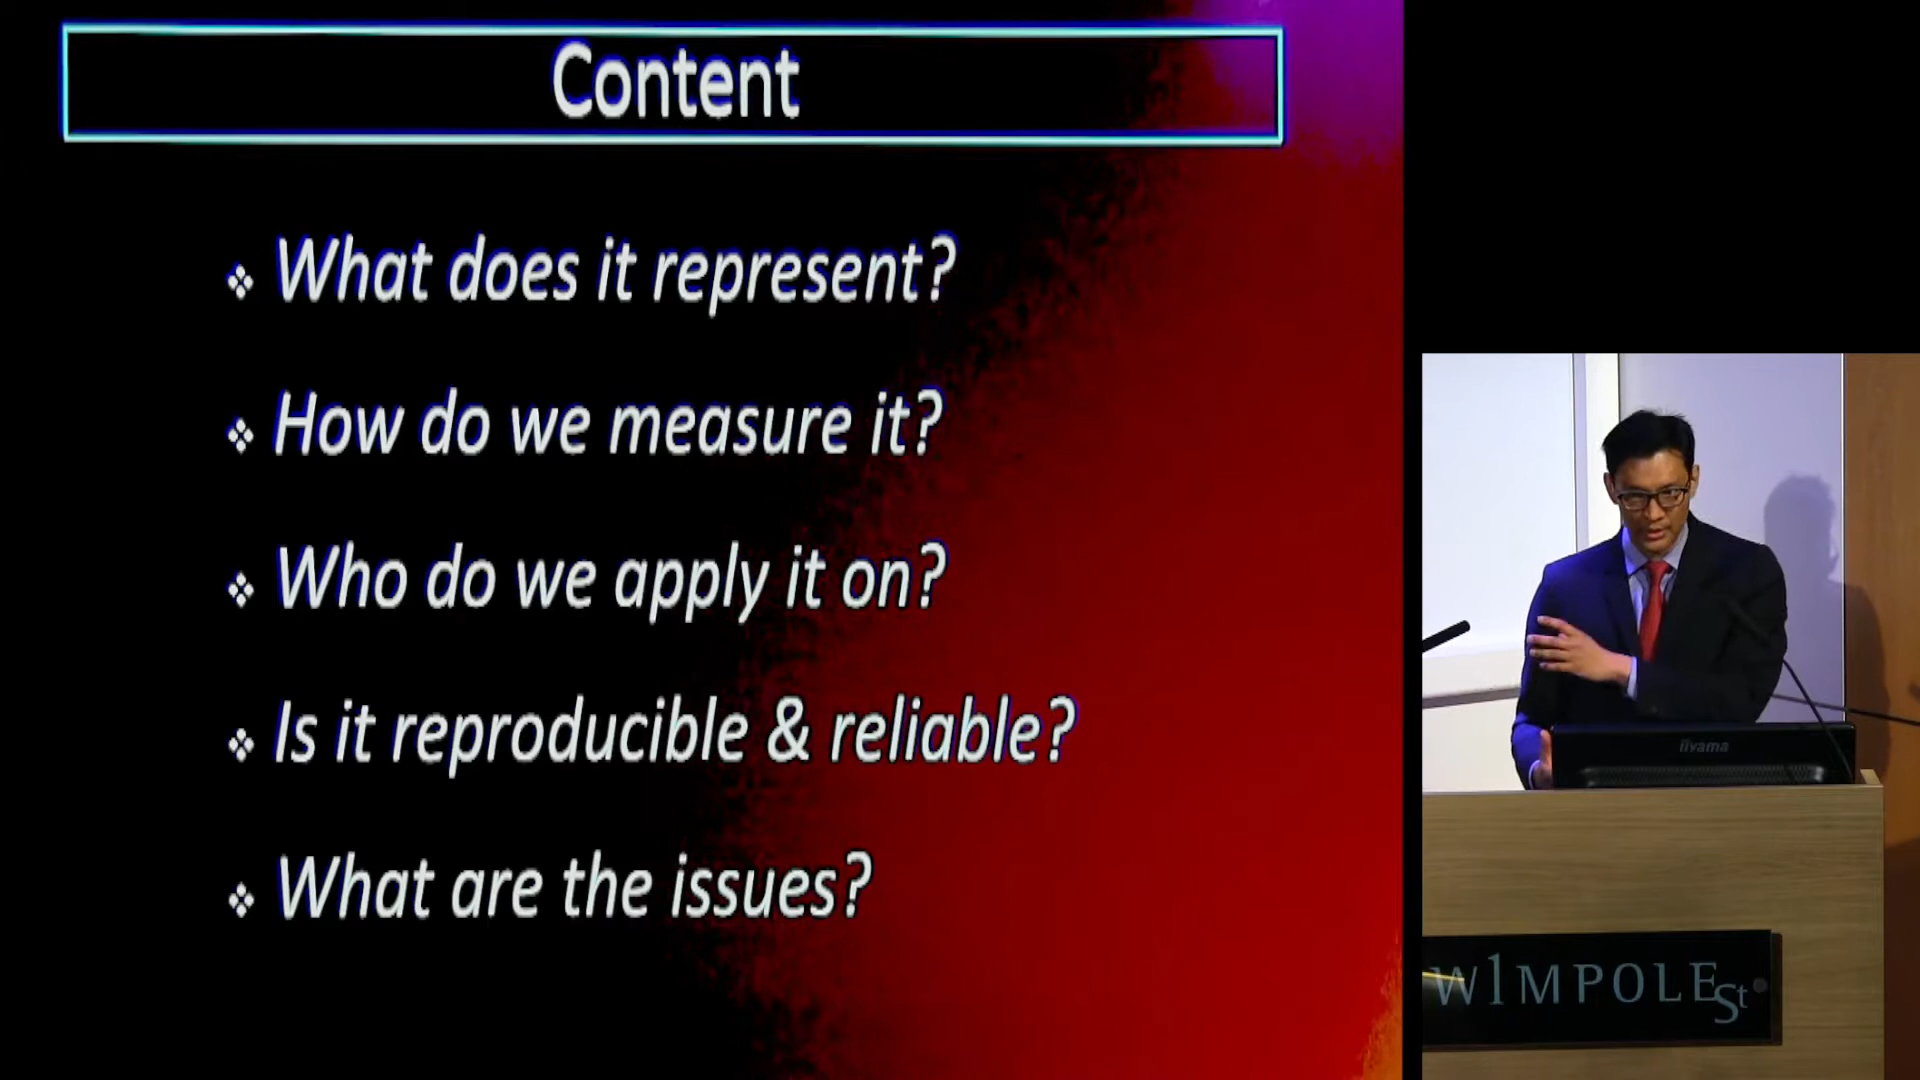 Content
What does it represent?
How do we measure it?
Who do we apply it on?
Is it reproducible & reliable?
What are the issues?
iiyama
W1MPOLE St